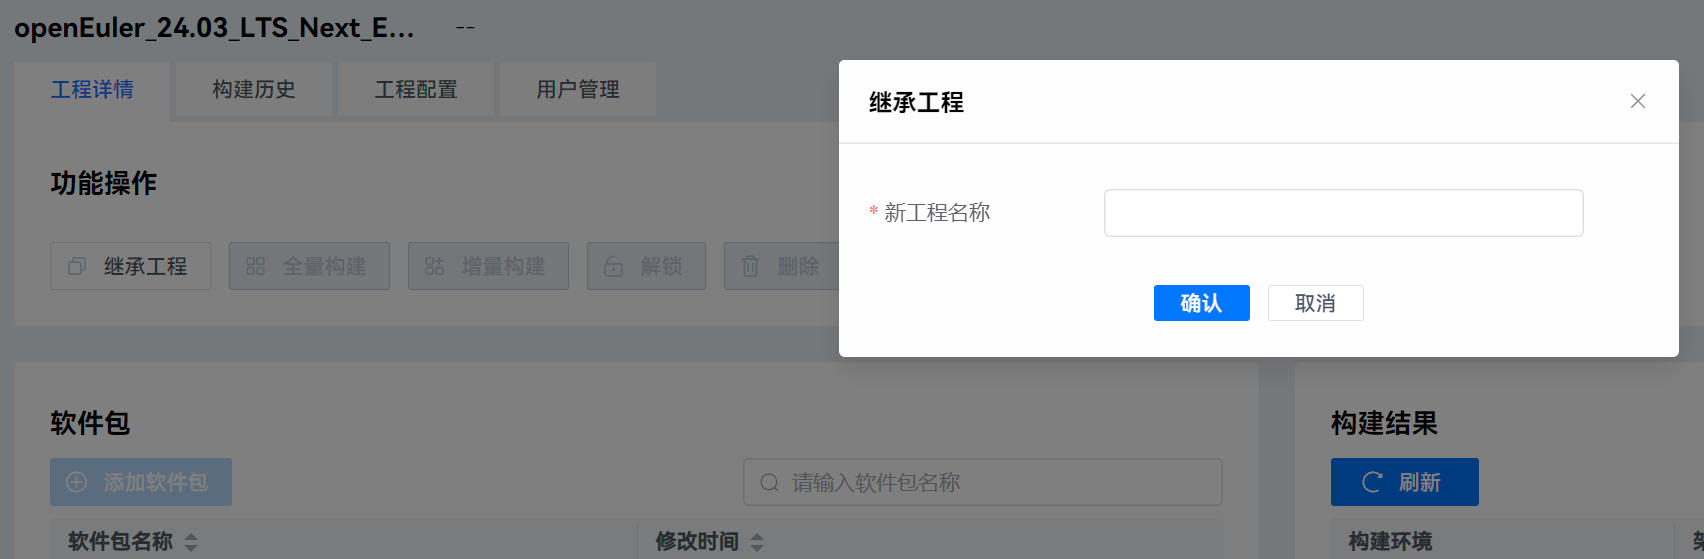 openEuler_24.03_LTS_Next_E... --
工程详情 构建历史 工程配置 用户管理
继承工程
* 新工程名称
确认 取消
功能操作
继承工程 全量构建 增量构建 解锁 删除
软件包
添加软件包 请输入软件包名称
软件包名称 修改时间
构建结果
刷新
构建环境